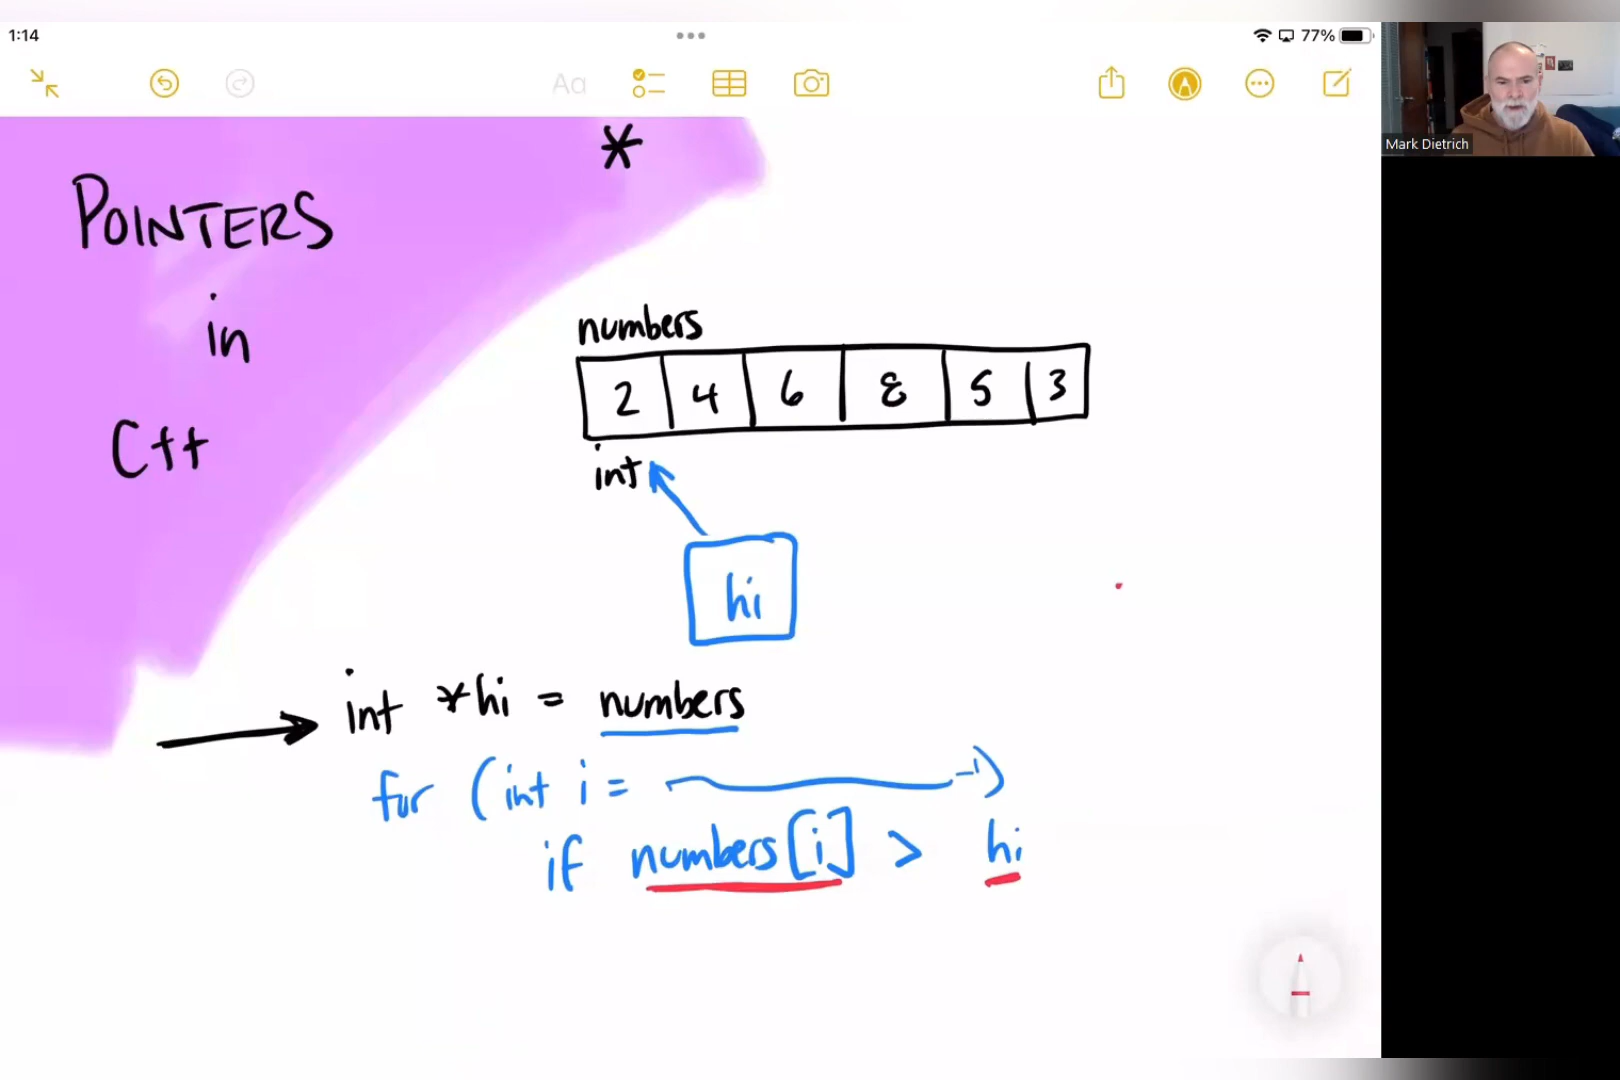 1:14
77%
Aa
Mark Dietrich
*
POINTERS
in
C++
numbers
2 4 6 8 5 3
int
hi
int *hi = numbers
for (int i = -1)
if numbers[i] > hi